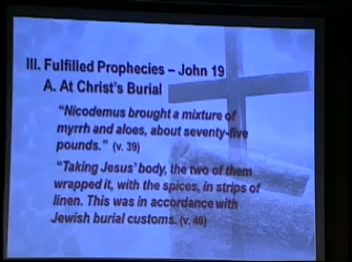 III. Fulfilled Prophecies – John 19
A. At Christ's Burial
"Nicodemus brought a mixture of
myrrh and aloes, about seventy-five
pounds." (v. 39)
"Taking Jesus' body, the two of them
wrapped it, with the spices, in strips of
linen. This was in accordance with
Jewish burial customs. (v. 40)